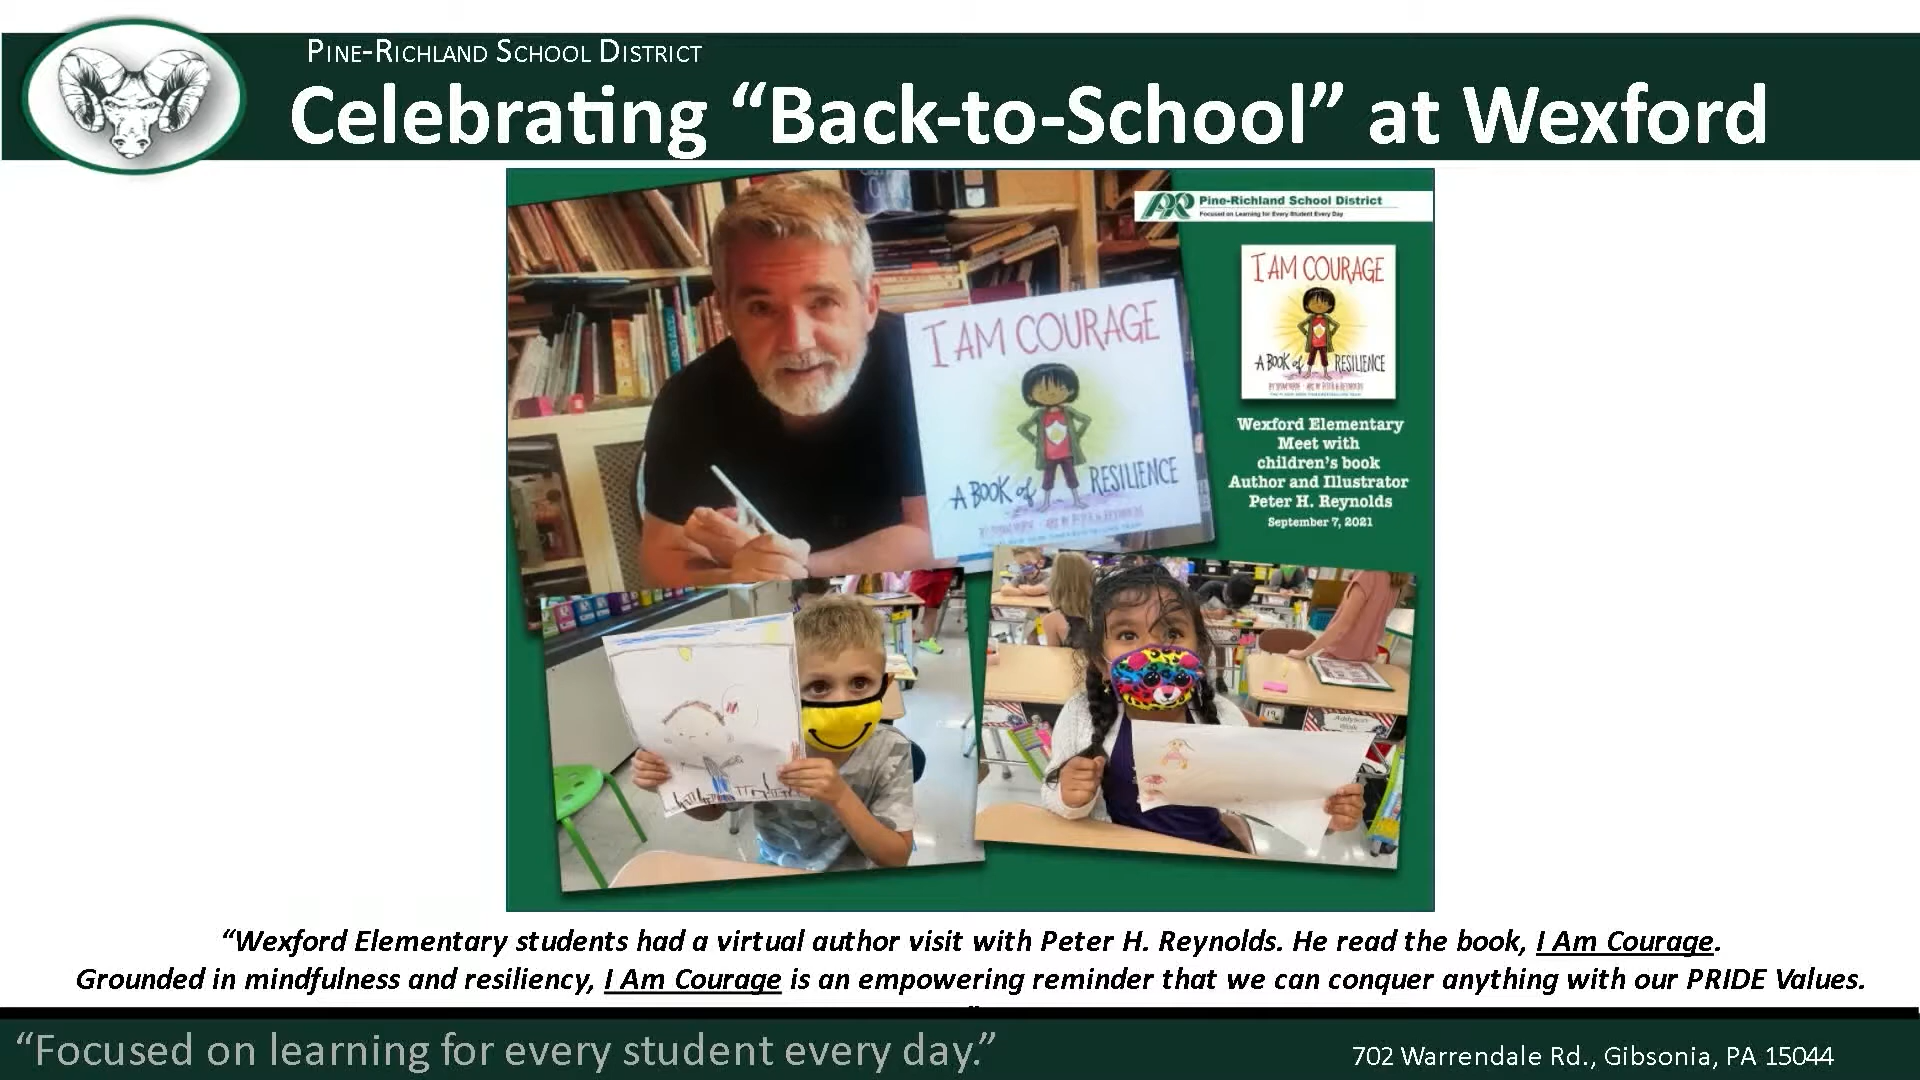 PINE-RICHLAND SCHOOL DISTRICT
Celebrating “Back-to-School” at Wexford
Pine-Richland School District
Focused on Learning for Every Student Every Day
I AM COURAGE
A BOOK of RESILIENCE
I AM COURAGE
A BOOK of RESILIENCE
Wexford Elementary
Meet with
children's book
Author and Illustrator
Peter H. Reynolds
September 7, 2021
19
“Wexford Elementary students had a virtual author visit with Peter H. Reynolds. He read the book, I Am Courage.
Grounded in mindfulness and resiliency, I Am Courage is an empowering reminder that we can conquer anything with our PRIDE Values.
”
“Focused on learning for every student every day.”
702 Warrendale Rd., Gibsonia, PA 15044